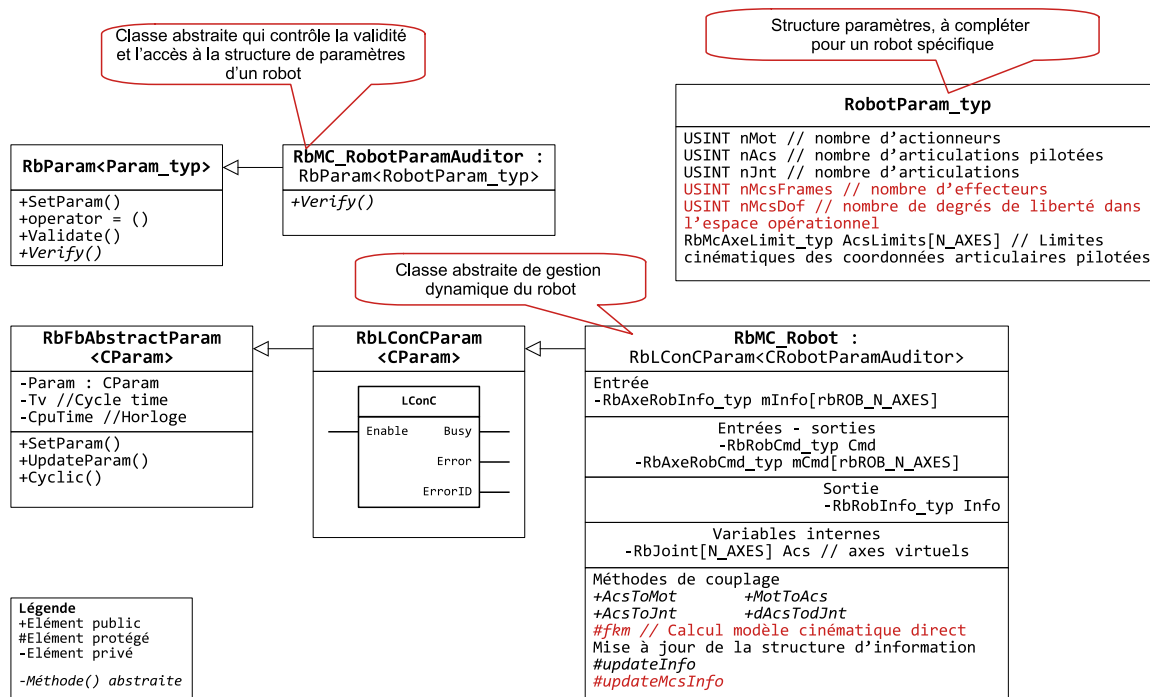 Classe abstraite qui contrôle la validité
et l'accès à la structure de paramètres
d'un robot
Structure paramètres, à compléter
pour un robot spécifique
RobotParam_typ
USINT nMot // nombre d'actionneurs
USINT nAcs // nombre d'articulations pilotées
USINT nJnt // nombre d'articulations
USINT nMcsFrames // nombre d'effecteurs
USINT nMcsDof // nombre de degrés de liberté dans
l'espace opérationnel
RbMcAxeLimit_typ AcsLimits[N_AXES] // Limites
cinématiques des coordonnées articulaires pilotées
RbParam<Param_typ>
+SetParam()
+operator = ()
+Validate()
+Verify()
RbMC_RobotParamAuditor :
RbParam<RobotParam_typ>
+Verify()
Classe abstraite de gestion
dynamique du robot
RbFbAbstractParam
<CParam>
-Param : CParam
-Tv //Cycle time
-CpuTime //Horloge
+SetParam()
+UpdateParam()
+Cyclic()
RbLConCParam
<CParam>
LConC
Enable Busy
Error
ErrorID
RbMC_Robot :
RbLConCParam<CRobotParamAuditor>
Entrée
-RbAxeRobInfo_typ mInfo[rbROB_N_AXES]
Entrées - sorties
-RbRobCmd_typ Cmd
-RbAxeRobCmd_typ mCmd[rbROB_N_AXES]
Sortie
-RbRobInfo_typ Info
Variables internes
-RbJoint[N_AXES] Acs // axes virtuels
Méthodes de couplage
+AcsToMot +MotToAcs
+AcsToJnt +dAcsTodJnt
#fkm // Calcul modèle cinématique direct
Mise à jour de la structure d'information
#updateInfo
#updateMcsInfo
Légende
+Elément public
#Elément protégé
-Elément privé
-Méthode() abstraite